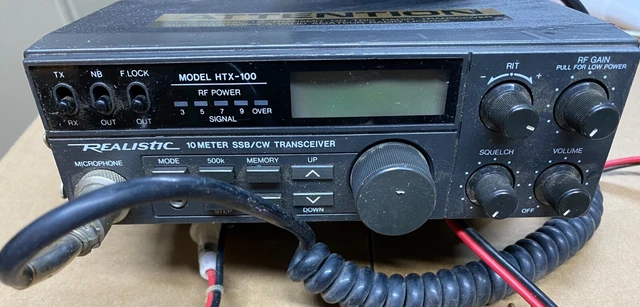 ATTENTION
TX NB F.LOCK
MODEL HTX-100
RF POWER
3 5 7 9 OVER
SIGNAL
RX OUT OUT
RIT
- +
RF GAIN
PULL FOR LOW POWER
REALISTIC 10 METER SSB/CW TRANSCEIVER
MICROPHONE
MODE 500k MEMORY UP
STEP
DOWN
SQUELCH
VOLUME
OFF